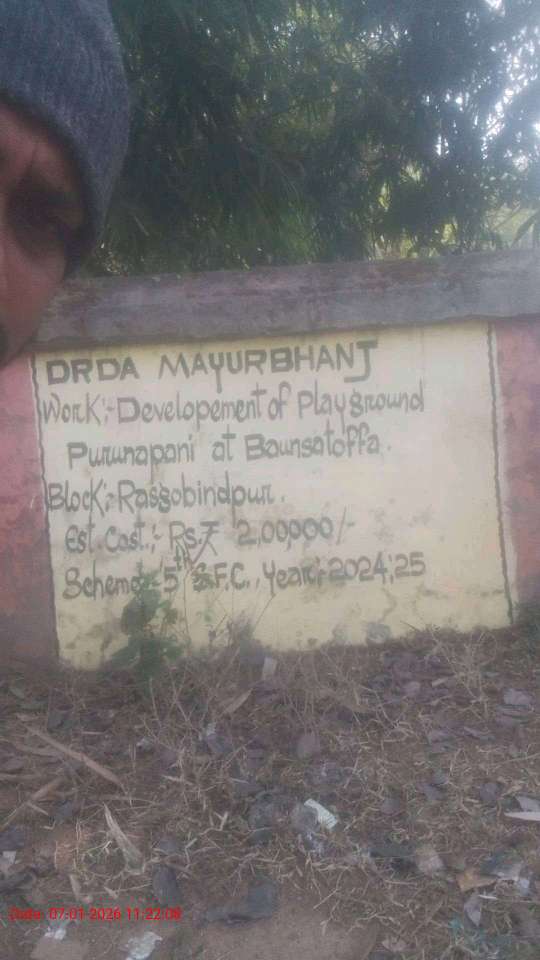 DRDA MAYURBHANJ
Work:-Developement of Playground
Purunapani at Baunsatoffa.
Block:-Rasgobindpur.
Est. Cost:- Rs.₹ 2,00,000/-
Scheme:- 5th S.F.C., Year:-2024,25
Date: 07-01-2026 11:22:08